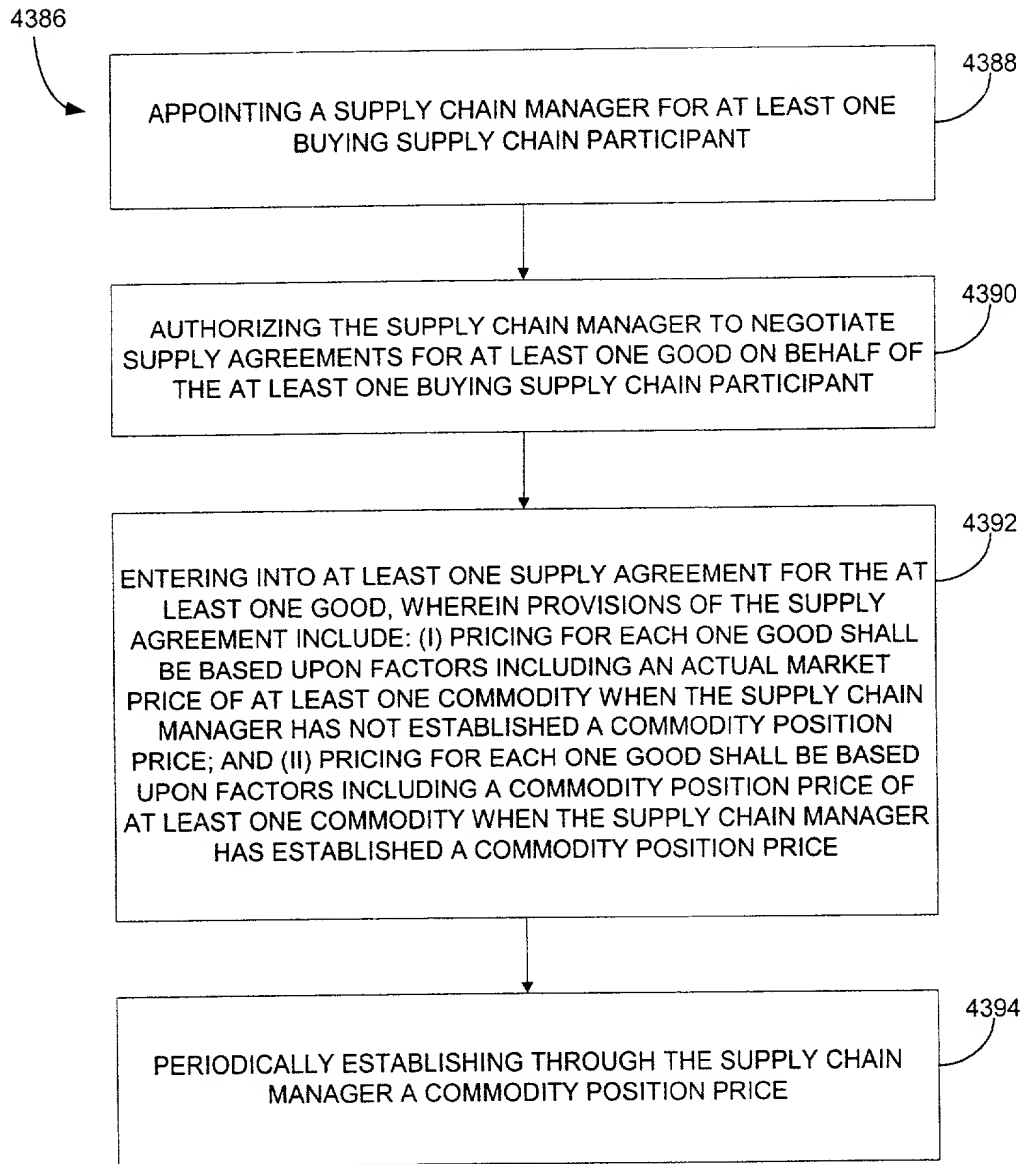 4386
4388
APPOINTING A SUPPLY CHAIN MANAGER FOR AT LEAST ONE
BUYING SUPPLY CHAIN PARTICIPANT
4390
AUTHORIZING THE SUPPLY CHAIN MANAGER TO NEGOTIATE
SUPPLY AGREEMENTS FOR AT LEAST ONE GOOD ON BEHALF OF
THE AT LEAST ONE BUYING SUPPLY CHAIN PARTICIPANT
4392
ENTERING INTO AT LEAST ONE SUPPLY AGREEMENT FOR THE AT
LEAST ONE GOOD, WHEREIN PROVISIONS OF THE SUPPLY
AGREEMENT INCLUDE: (I) PRICING FOR EACH ONE GOOD SHALL
BE BASED UPON FACTORS INCLUDING AN ACTUAL MARKET
PRICE OF AT LEAST ONE COMMODITY WHEN THE SUPPLY CHAIN
MANAGER HAS NOT ESTABLISHED A COMMODITY POSITION
PRICE; AND (II) PRICING FOR EACH ONE GOOD SHALL BE BASED
UPON FACTORS INCLUDING A COMMODITY POSITION PRICE OF
AT LEAST ONE COMMODITY WHEN THE SUPPLY CHAIN MANAGER
HAS ESTABLISHED A COMMODITY POSITION PRICE
4394
PERIODICALLY ESTABLISHING THROUGH THE SUPPLY CHAIN
MANAGER A COMMODITY POSITION PRICE